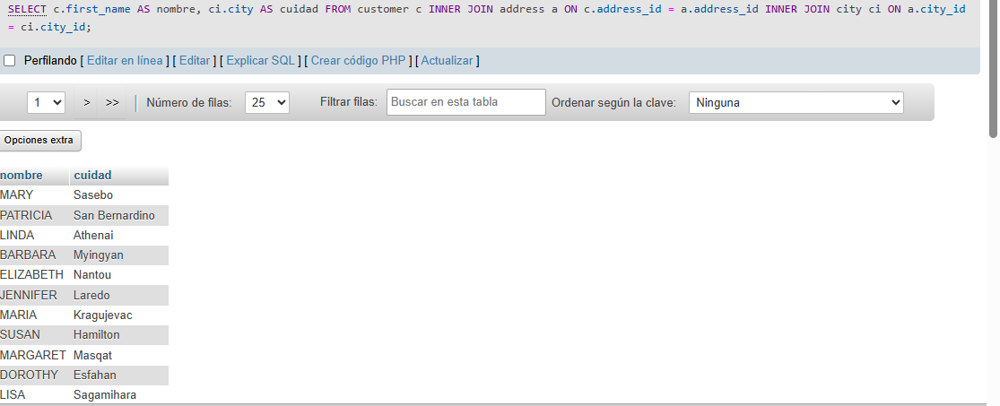 SELECT c.first_name AS nombre, ci.city AS cuidad FROM customer c INNER JOIN address a ON c.address_id = a.address_id INNER JOIN city ci ON a.city_id
= ci.city_id;
Perfilando [ Editar en línea ] [ Editar ] [ Explicar SQL ] [ Crear código PHP ] [ Actualizar ]
1 > >> | Número de filas: 25 Filtrar filas: Buscar en esta tabla Ordenar según la clave: Ninguna
Opciones extra
nombre cuidad
MARY Sasebo
PATRICIA San Bernardino
LINDA Athenai
BARBARA Myingyan
ELIZABETH Nantou
JENNIFER Laredo
MARIA Kragujevac
SUSAN Hamilton
MARGARET Masqat
DOROTHY Esfahan
LISA Sagamihara